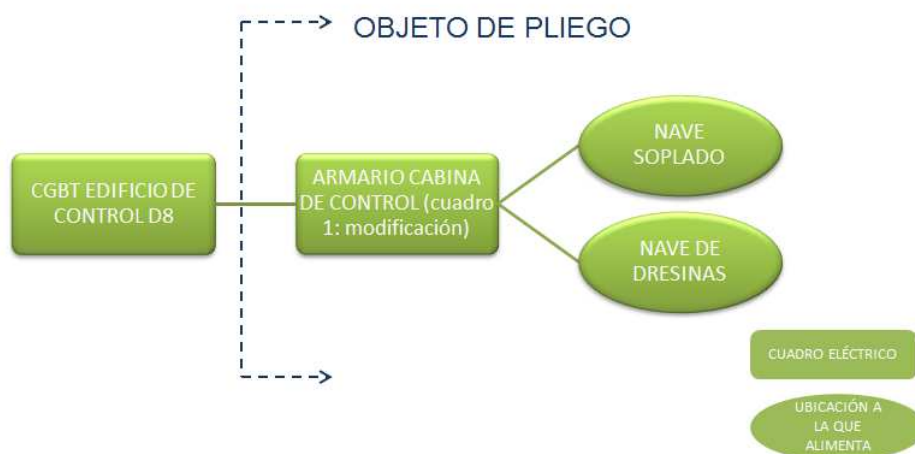 OBJETO DE PLIEGO
CGBT EDIFICIO DE
CONTROL D8
ARMARIO CABINA
DE CONTROL (cuadro
1: modificación)
NAVE
SOPLADO
NAVE DE
DRESINAS
CUADRO ELÉCTRICO
UBICACIÓN A
LA QUE
ALIMENTA